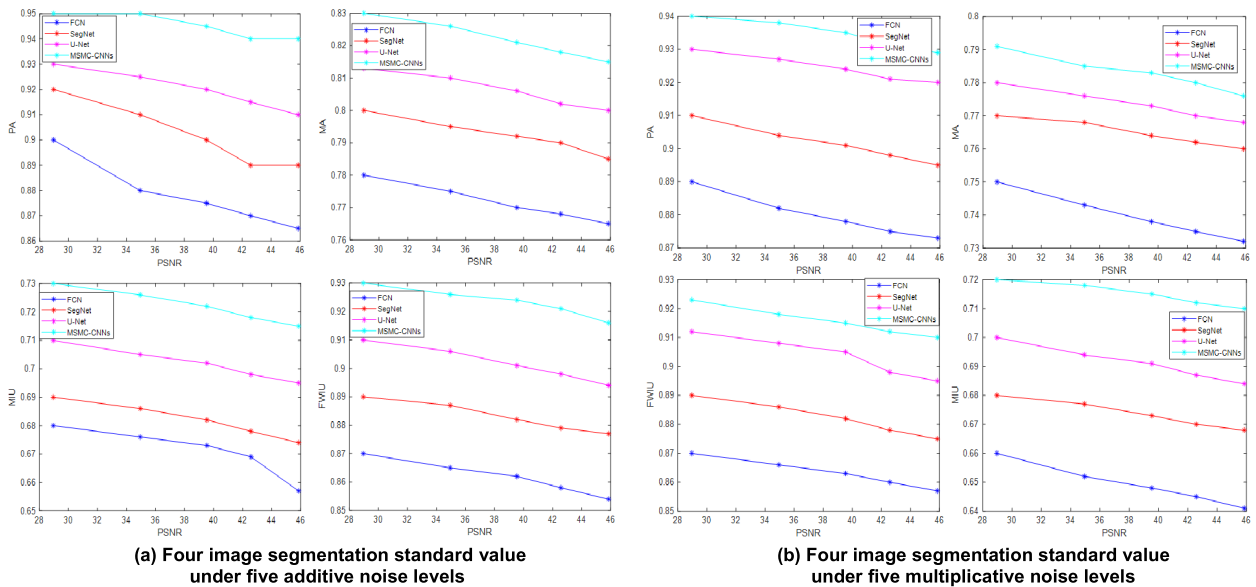 0.95
0.94
0.93
0.92
0.91
0.9
0.89
0.88
0.87
0.86
PA
28 30 32 34 36 38 40 42 44 46
PSNR
FCN
SegNet
U-Net
MSMC-CNNs
0.83
0.82
0.81
0.8
0.79
0.78
0.77
0.76
MA
28 30 32 34 36 38 40 42 44 46
PSNR
FCN
SegNet
U-Net
MSMC-CNNs
0.73
0.72
0.71
0.7
0.69
0.68
0.67
0.66
0.65
MIU
28 30 32 34 36 38 40 42 44 46
PSNR
FCN
SegNet
U-Net
MSMC-CNNs
0.93
0.92
0.91
0.9
0.89
0.88
0.87
0.86
0.85
FWIU
28 30 32 34 36 38 40 42 44 46
PSNR
FCN
SegNet
U-Net
MSMC-CNNs
(a) Four image segmentation standard value
under five additive noise levels
0.94
0.93
0.92
0.91
0.9
0.89
0.88
0.87
PA
28 30 32 34 36 38 40 42 44 46
PSNR
FCN
SegNet
U-Net
MSMC-CNNs
0.8
0.79
0.78
0.77
0.76
0.75
0.74
0.73
MA
28 30 32 34 36 38 40 42 44 46
PSNR
FCN
SegNet
U-Net
MSMC-CNNs
0.93
0.92
0.91
0.9
0.89
0.88
0.87
0.86
0.85
FWIU
28 30 32 34 36 38 40 42 44 46
PSNR
FCN
SegNet
U-Net
MSMC-CNNs
0.72
0.71
0.7
0.69
0.68
0.67
0.66
0.65
0.64
MIU
28 30 32 34 36 38 40 42 44 46
PSNR
FCN
SegNet
U-Net
MSMC-CNNs
(b) Four image segmentation standard value
under five multiplicative noise levels